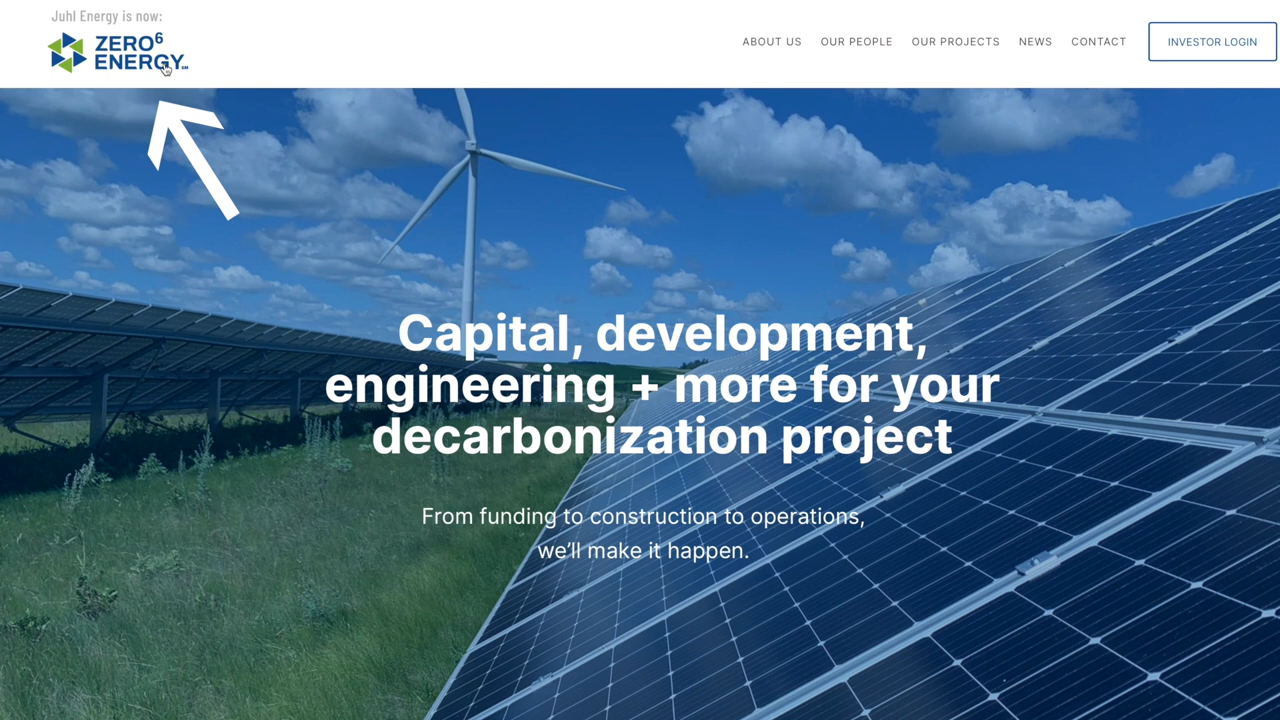 Juhl Energy is now:
ZERO⁶
ENERGY℠
ABOUT US OUR PEOPLE OUR PROJECTS NEWS CONTACT INVESTOR LOGIN
Capital, development,
engineering + more for your
decarbonization project
From funding to construction to operations,
we'll make it happen.